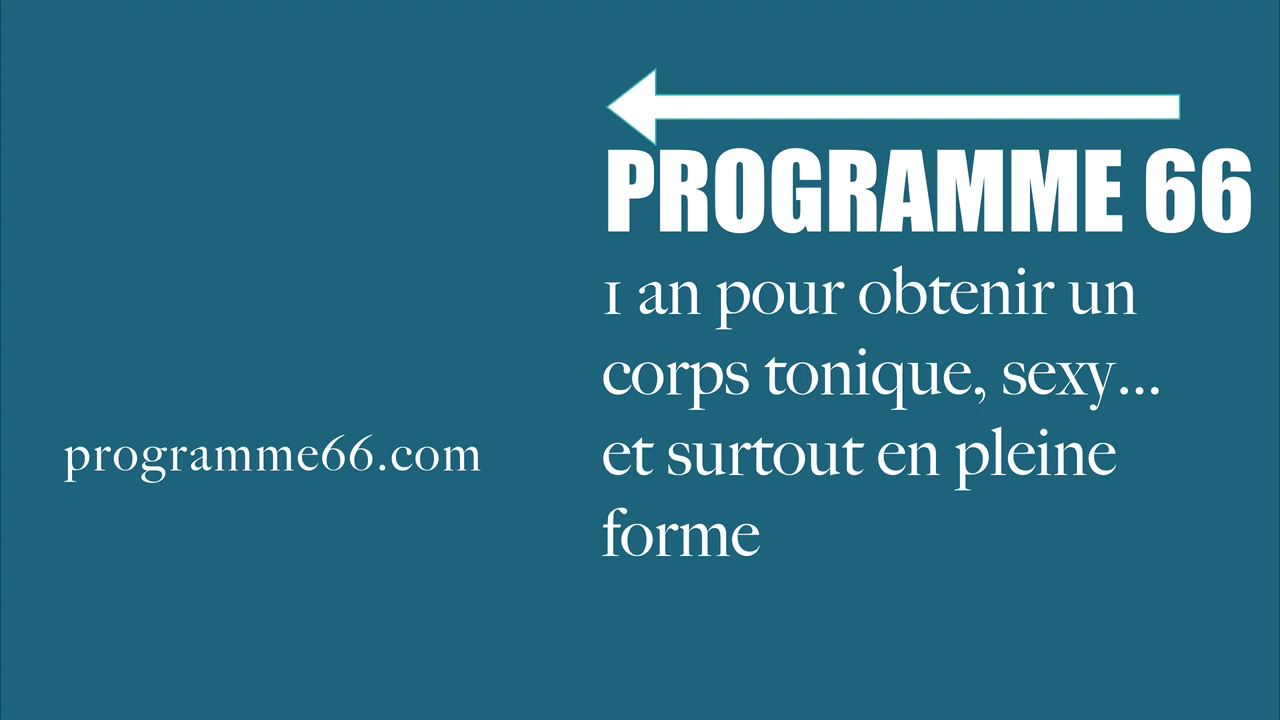 PROGRAMME 66
1 an pour obtenir un
corps tonique, sexy...
et surtout en pleine
forme
programme66.com